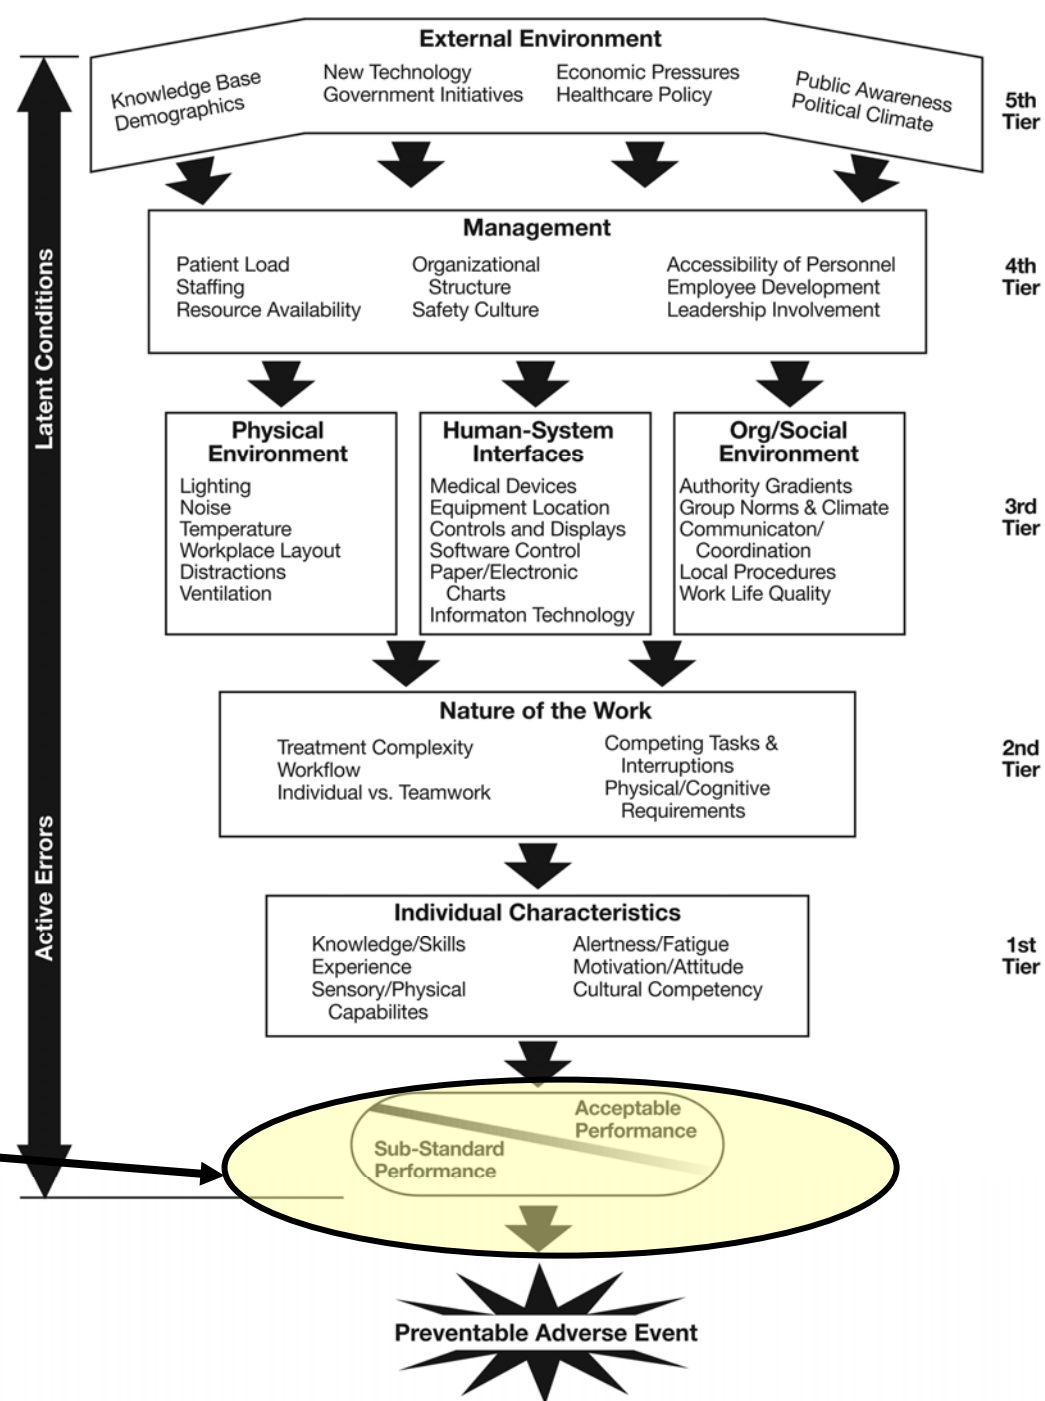 External Environment
Knowledge Base
Demographics
New Technology
Government Initiatives
Economic Pressures
Healthcare Policy
Public Awareness
Political Climate
5th
Tier
Management
Patient Load
Staffing
Resource Availability
Organizational
Structure
Safety Culture
Accessibility of Personnel
Employee Development
Leadership Involvement
4th
Tier
Latent Conditions
Physical
Environment
Lighting
Noise
Temperature
Workplace Layout
Distractions
Ventilation
Human-System
Interfaces
Medical Devices
Equipment Location
Controls and Displays
Software Control
Paper/Electronic
Charts
Informaton Technology
Org/Social
Environment
Authority Gradients
Group Norms & Climate
Communicaton/
Coordination
Local Procedures
Work Life Quality
3rd
Tier
Nature of the Work
Treatment Complexity
Workflow
Individual vs. Teamwork
Competing Tasks &
Interruptions
Physical/Cognitive
Requirements
2nd
Tier
Active Errors
Individual Characteristics
Knowledge/Skills
Experience
Sensory/Physical
Capabilites
Alertness/Fatigue
Motivation/Attitude
Cultural Competency
1st
Tier
Acceptable
Performance
Sub-Standard
Performance
Preventable Adverse Event